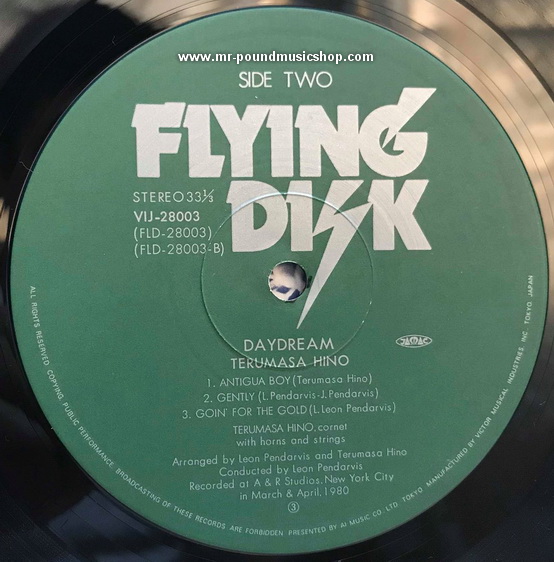 www.mr-poundmusicshop.com
SIDE TWO
FLYING
DISK
STEREO 33⅓
VIJ-28003
(FLD-28003)
(FLD-28003-B)
DAYDREAM
TERUMASA HINO
JASRAC
1. ANTIGUA BOY (Terumasa Hino)
2. GENTLY (L. Pendarvis-J. Pendarvis)
3. GOIN' FOR THE GOLD (L. Leon Pendarvis)
TERUMASA HINO, cornet
with horns and strings
Arranged by Leon Pendarvis and Terumasa Hino
Conducted by Leon Pendarvis
Recorded at A & R Studios, New York City
in March & April, 1980
③
ALL RIGHTS RESERVED COPYING, PUBLIC PERFORMANCE, BROADCASTING OF THESE RECORDS ARE FORBIDDEN PRESENTED BY AI MUSIC CO. LTD. TOKYO MANUFACTURED BY VICTOR MUSICAL INDUSTRIES INC. TOKYO JAPAN